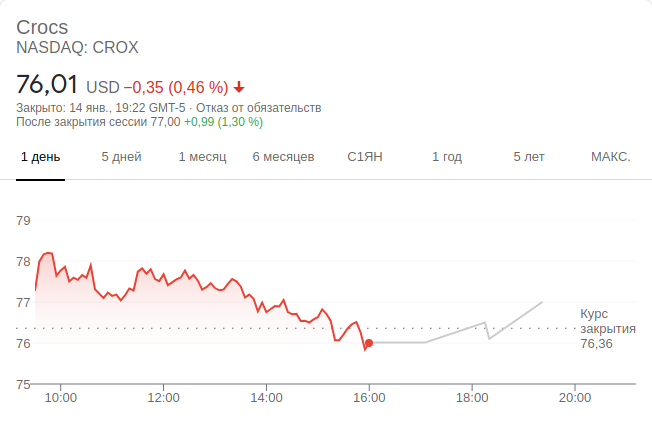 Crocs
NASDAQ: CROX
76,01 USD −0,35 (0,46 %)
Закрыто: 14 янв., 19:22 GMT-5 · Отказ от обязательств
После закрытия сессии 77,00 +0,99 (1,30 %)
1 день 5 дней 1 месяц 6 месяцев С1ЯН 1 год 5 лет МАКС.
79
78
77
Курс
закрытия
76,36
76
75
10:00 12:00 14:00 16:00 18:00 20:00